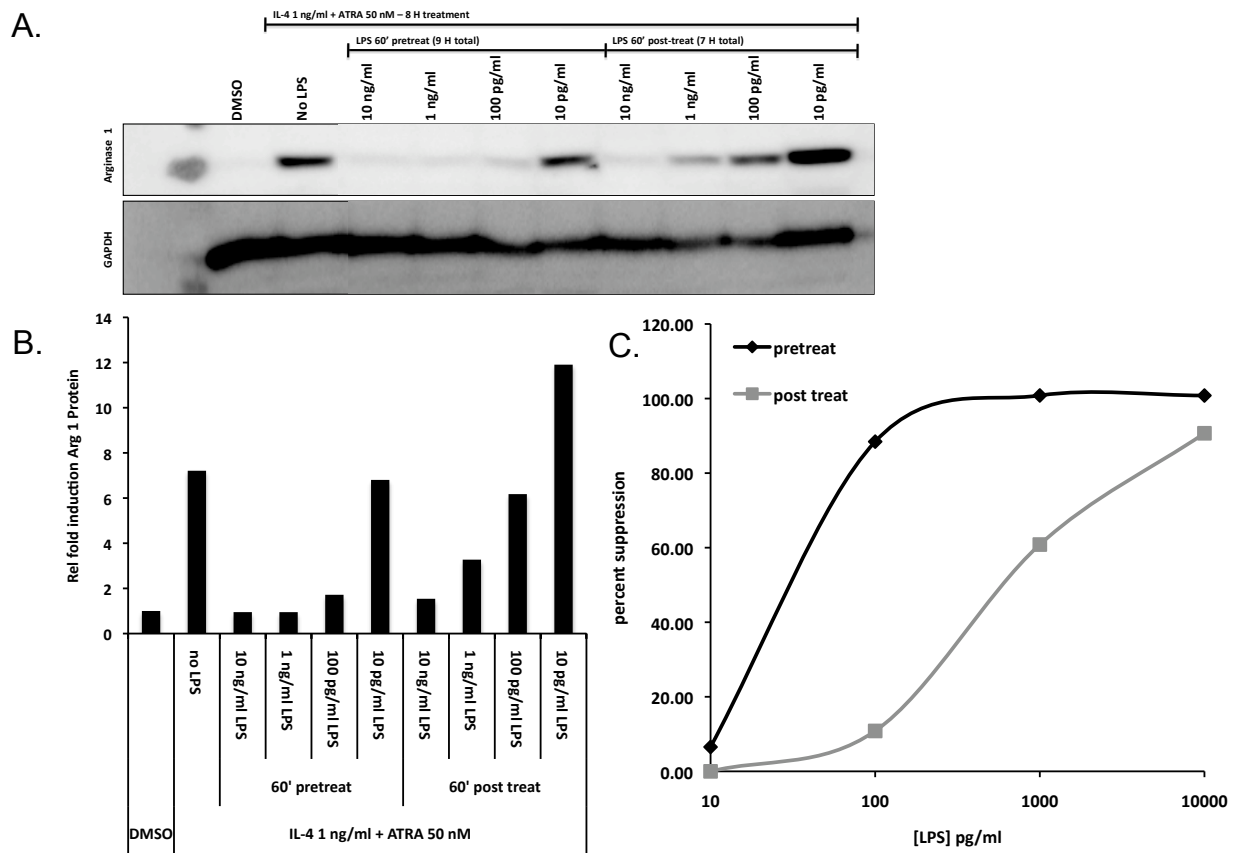 A.
IL-4 1 ng/ml + ATRA 50 nM – 8 H treatment
LPS 60' pretreat (9 H total)
LPS 60' post-treat (7 H total)
DMSO
No LPS
10 ng/ml
1 ng/ml
100 pg/ml
10 pg/ml
10 ng/ml
1 ng/ml
100 pg/ml
10 pg/ml
Arginase 1
GAPDH
B.
Rel fold induction Arg 1 Protein
14
12
10
8
6
4
2
0
no LPS
10 ng/ml LPS
1 ng/ml LPS
100 pg/ml LPS
10 pg/ml LPS
10 ng/ml LPS
1 ng/ml LPS
100 pg/ml LPS
10 pg/ml LPS
60' pretreat
60' post treat
DMSO
IL-4 1 ng/ml + ATRA 50 nM
C.
percent suppression
120.00
100.00
80.00
60.00
40.00
20.00
0.00
pretreat
post treat
10
100
1000
10000
[LPS] pg/ml